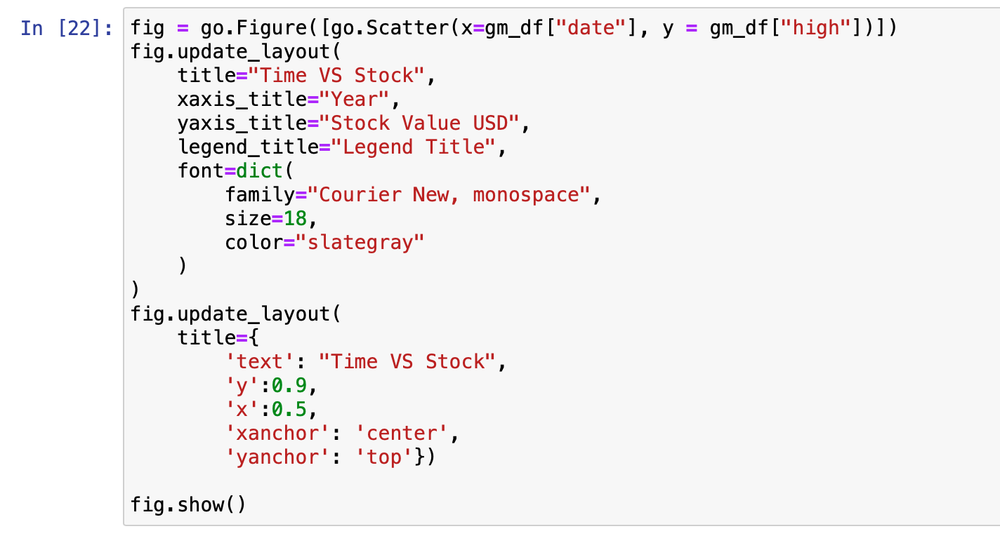 In [22]: fig = go.Figure([go.Scatter(x=gm_df["date"], y = gm_df["high"])])
fig.update_layout(
    title="Time VS Stock",
    xaxis_title="Year",
    yaxis_title="Stock Value USD",
    legend_title="Legend Title",
    font=dict(
        family="Courier New, monospace",
        size=18,
        color="slategray"
    )
)
fig.update_layout(
    title={
        'text': "Time VS Stock",
        'y':0.9,
        'x':0.5,
        'xanchor': 'center',
        'yanchor': 'top'})

fig.show()